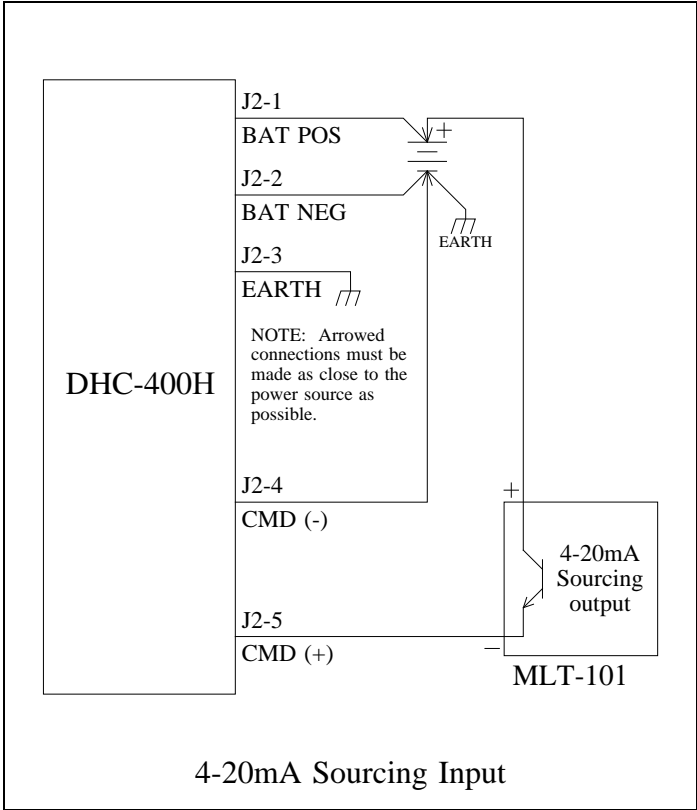 J2-1
BAT POS
+
J2-2
BAT NEG
EARTH
J2-3
EARTH
NOTE: Arrowed
connections must be
made as close to the
power source as
possible.
DHC-400H
J2-4
CMD (-)
+
4-20mA
Sourcing
output
J2-5
CMD (+)
−
MLT-101
4-20mA Sourcing Input